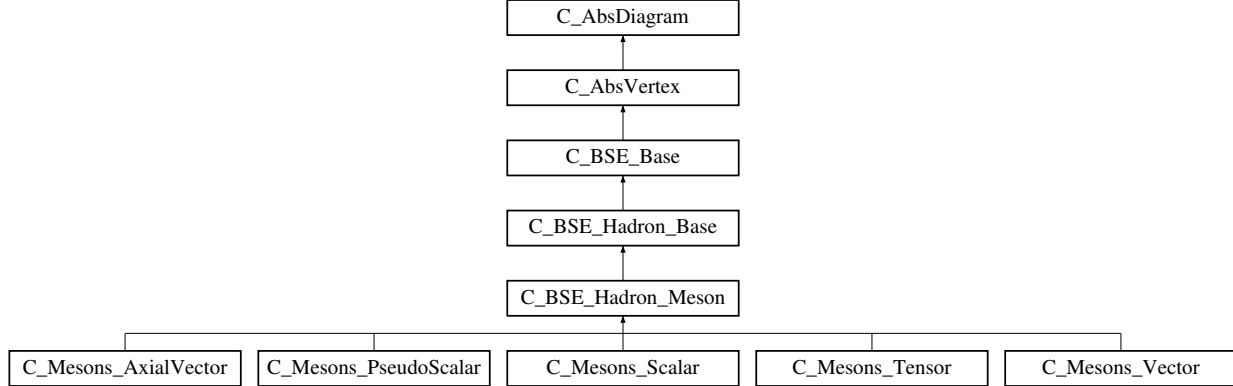 C_AbsDiagram
C_AbsVertex
C_BSE_Base
C_BSE_Hadron_Base
C_BSE_Hadron_Meson
C_Mesons_AxialVector C_Mesons_PseudoScalar C_Mesons_Scalar C_Mesons_Tensor C_Mesons_Vector